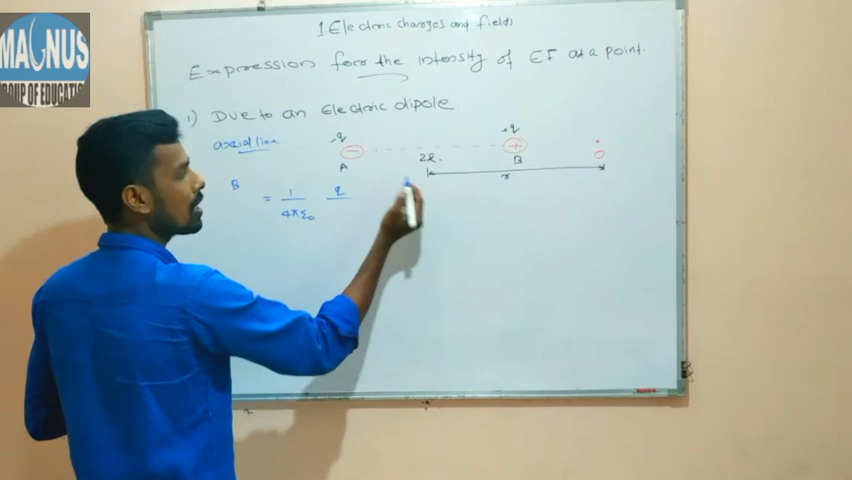 MAGNUS
GROUP OF EDUCATION
1 Electric charges and fields
Expression for the intensity of EF at a point.
1) Due to an Electric dipole.
axial line
-q
+q
2l.
A
B
r
B
= 1/4πε₀ q